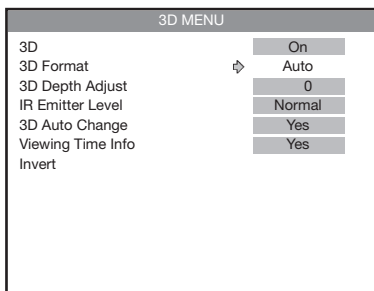 3D MENU
3D On
3D Format Auto
3D Depth Adjust 0
IR Emitter Level Normal
3D Auto Change Yes
Viewing Time Info Yes
Invert